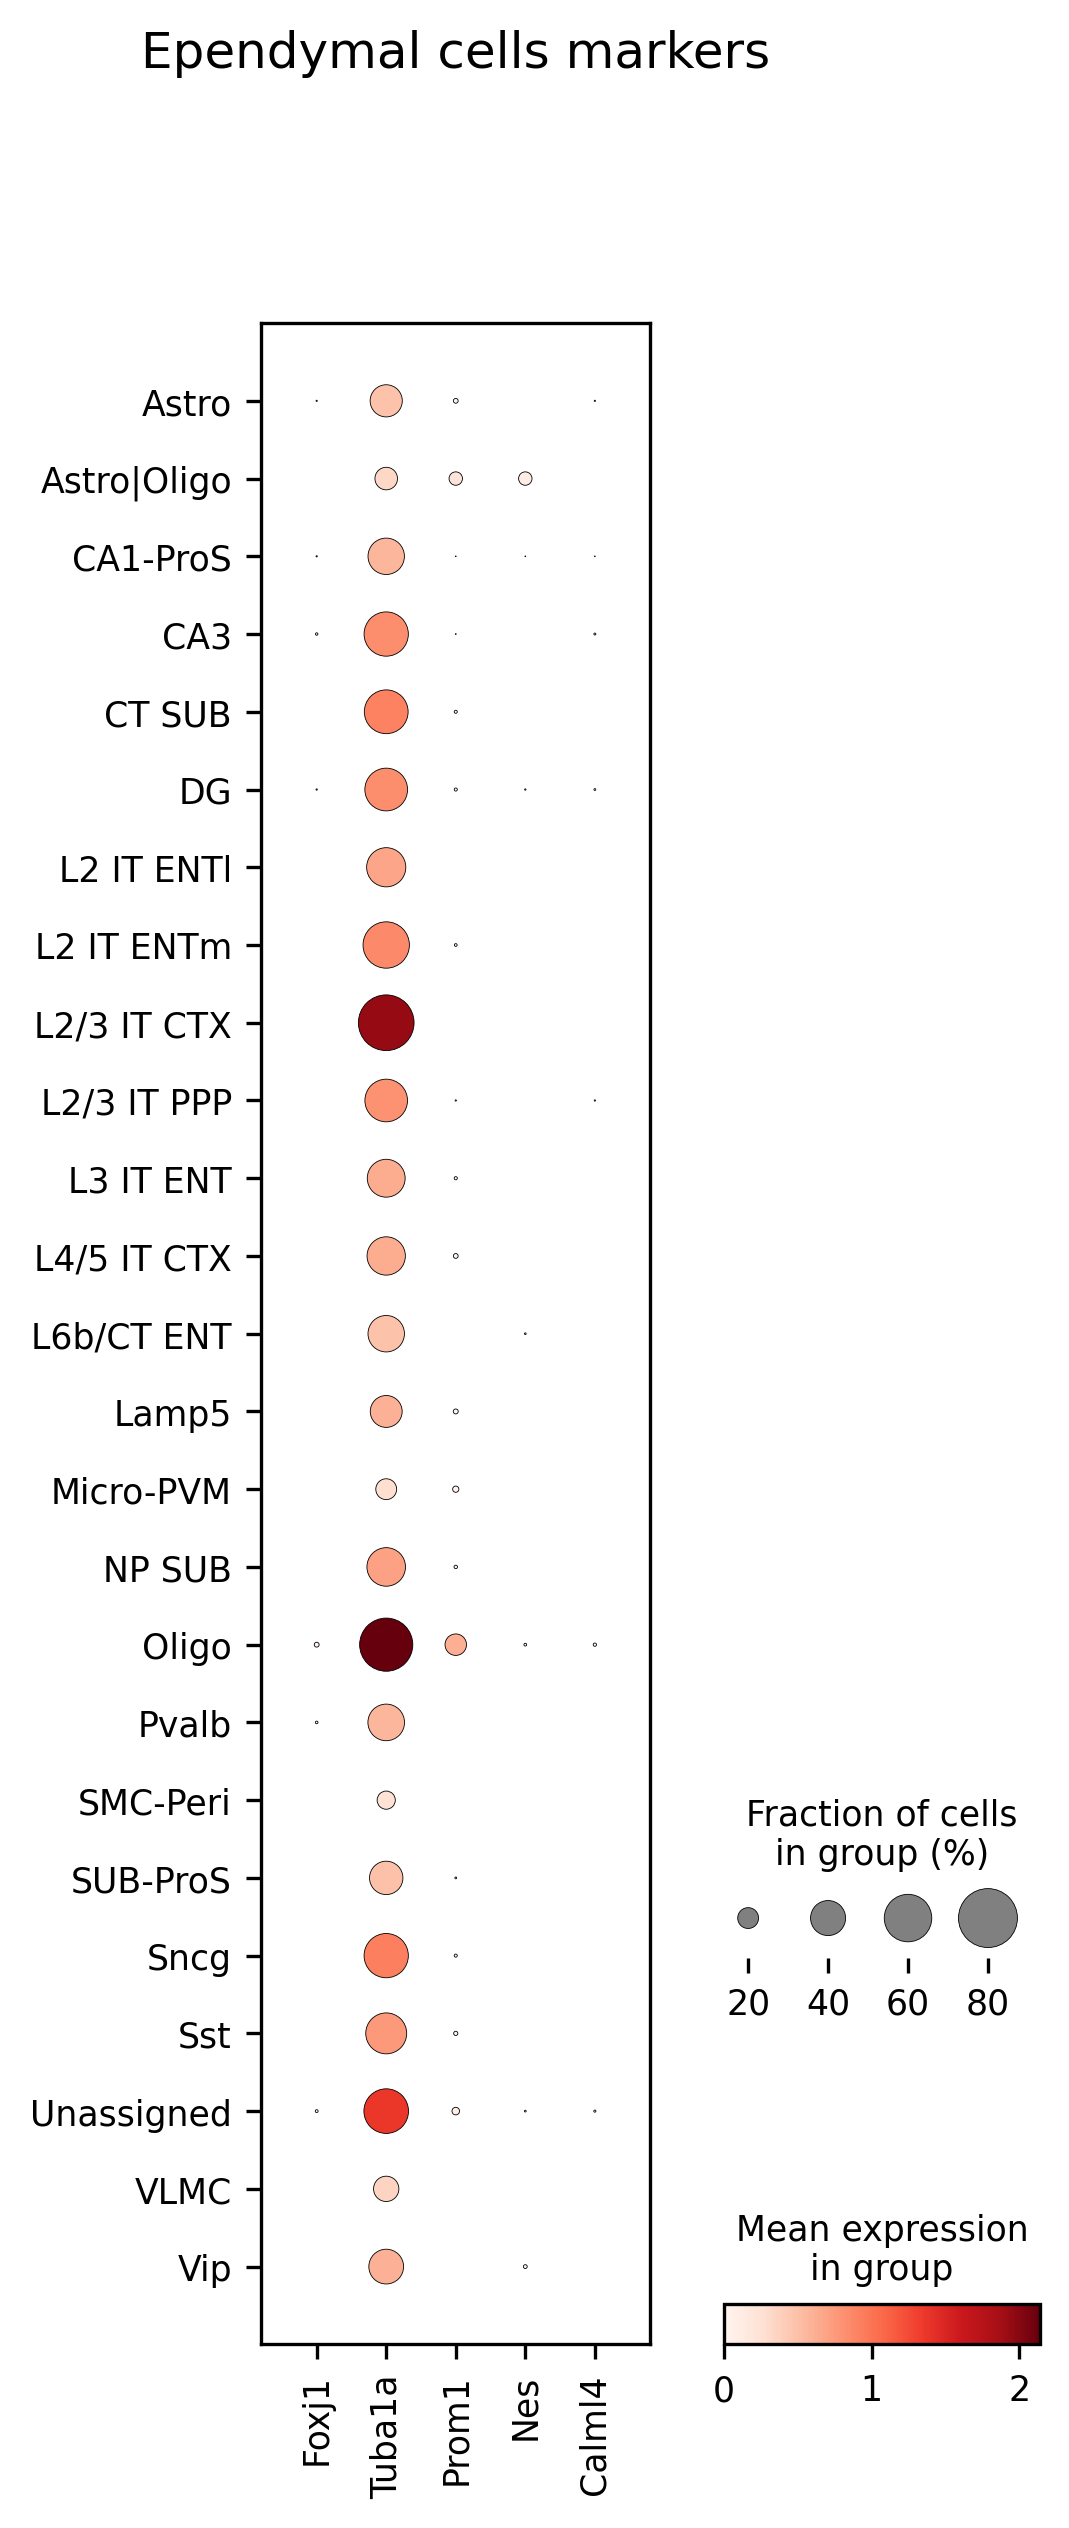 Ependymal cells markers
Astro
Astro|Oligo
CA1-ProS
CA3
CT SUB
DG
L2 IT ENTl
L2 IT ENTm
L2/3 IT CTX
L2/3 IT PPP
L3 IT ENT
L4/5 IT CTX
L6b/CT ENT
Lamp5
Micro-PVM
NP SUB
Oligo
Pvalb
SMC-Peri
SUB-ProS
Sncg
Sst
Unassigned
VLMC
Vip
Foxj1
Tuba1a
Prom1
Nes
Calml4
Fraction of cells
in group (%)
20 40 60 80
Mean expression
in group
0 1 2